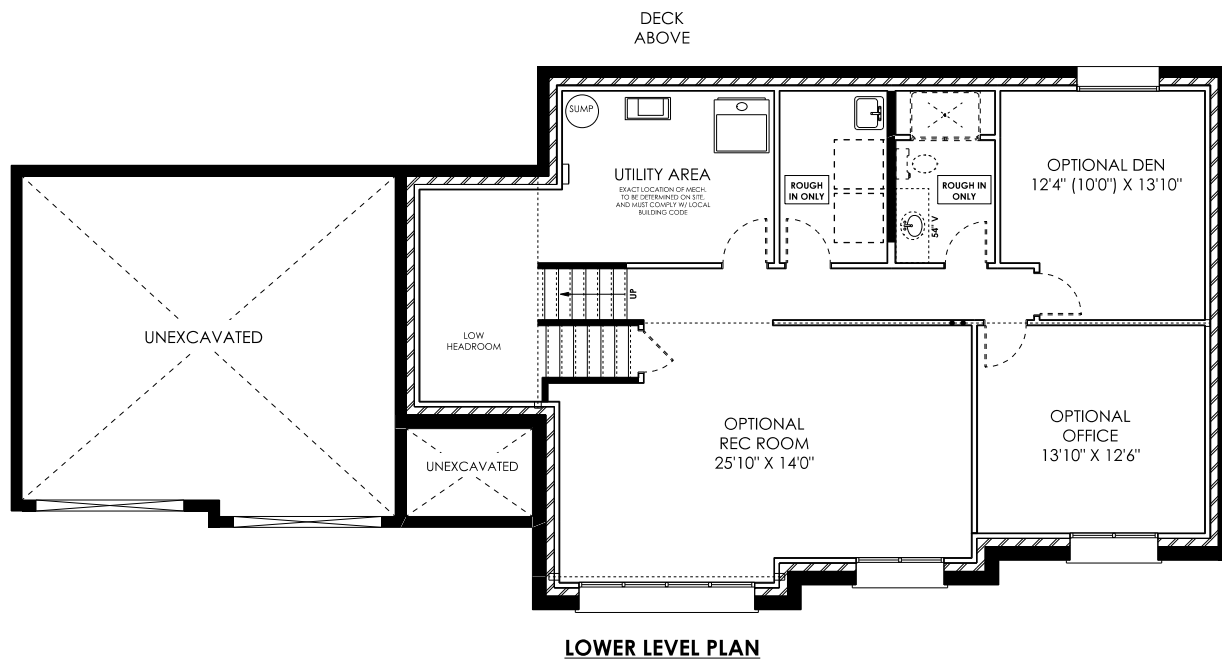 DECK
ABOVE
SUMP
UTILITY AREA
EXACT LOCATION OF MECH.
TO BE DETERMINED ON SITE,
AND MUST COMPLY W/ LOCAL
BUILDING CODE
ROUGH
IN ONLY
ROUGH IN
ONLY
54" V
OPTIONAL DEN
12'4" (10'0") X 13'10"
UP
UNEXCAVATED
LOW
HEADROOM
OPTIONAL
REC ROOM
25'10" X 14'0"
OPTIONAL
OFFICE
13'10" X 12'6"
UNEXCAVATED
LOWER LEVEL PLAN